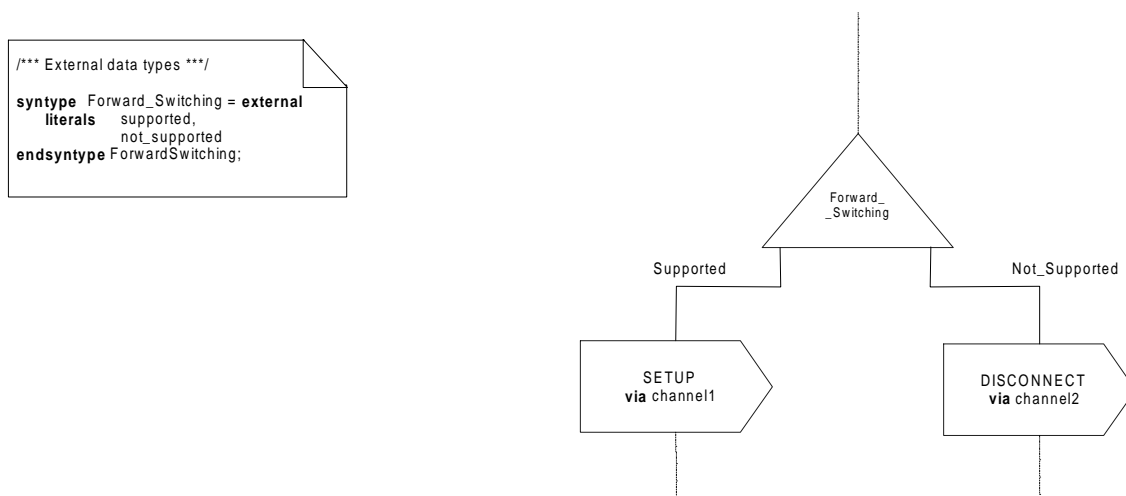 /*** External data types ***/
syntype Forward_Switching = external
literals supported,
not_supported
endsyntype ForwardSwitching;
Forward_
_Switching
Supported
Not_Supported
SETUP
via channel1
DISCONNECT
via channel2